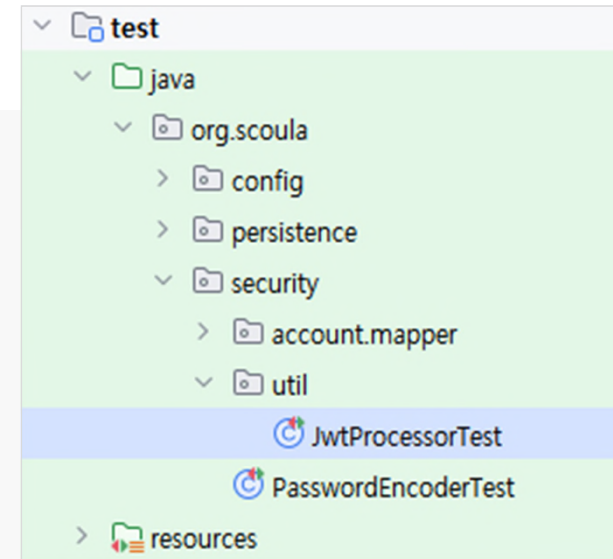 test
java
org.scoula
config
persistence
security
account.mapper
util
JwtProcessorTest
PasswordEncoderTest
resources